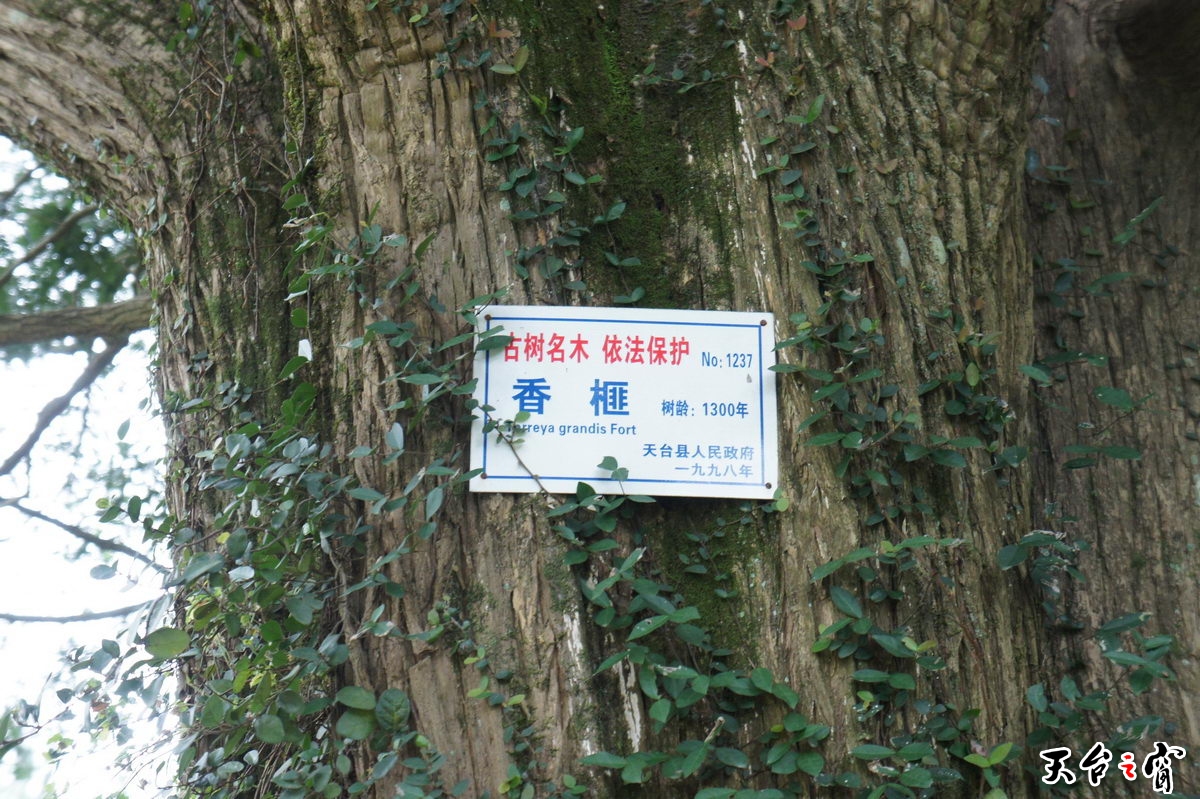 古树名木 依法保护 No: 1237
香榧 树龄: 1300年
Torreya grandis Fort
天台县人民政府
一九九八年
天台之窗